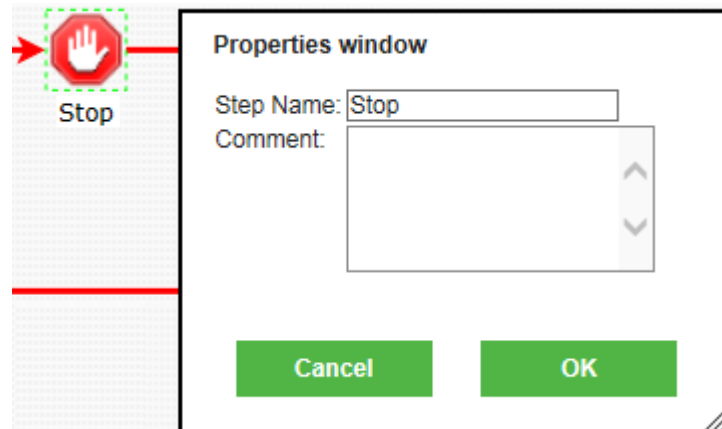 Stop
Properties window
Step Name: Stop
Comment:
Cancel
OK